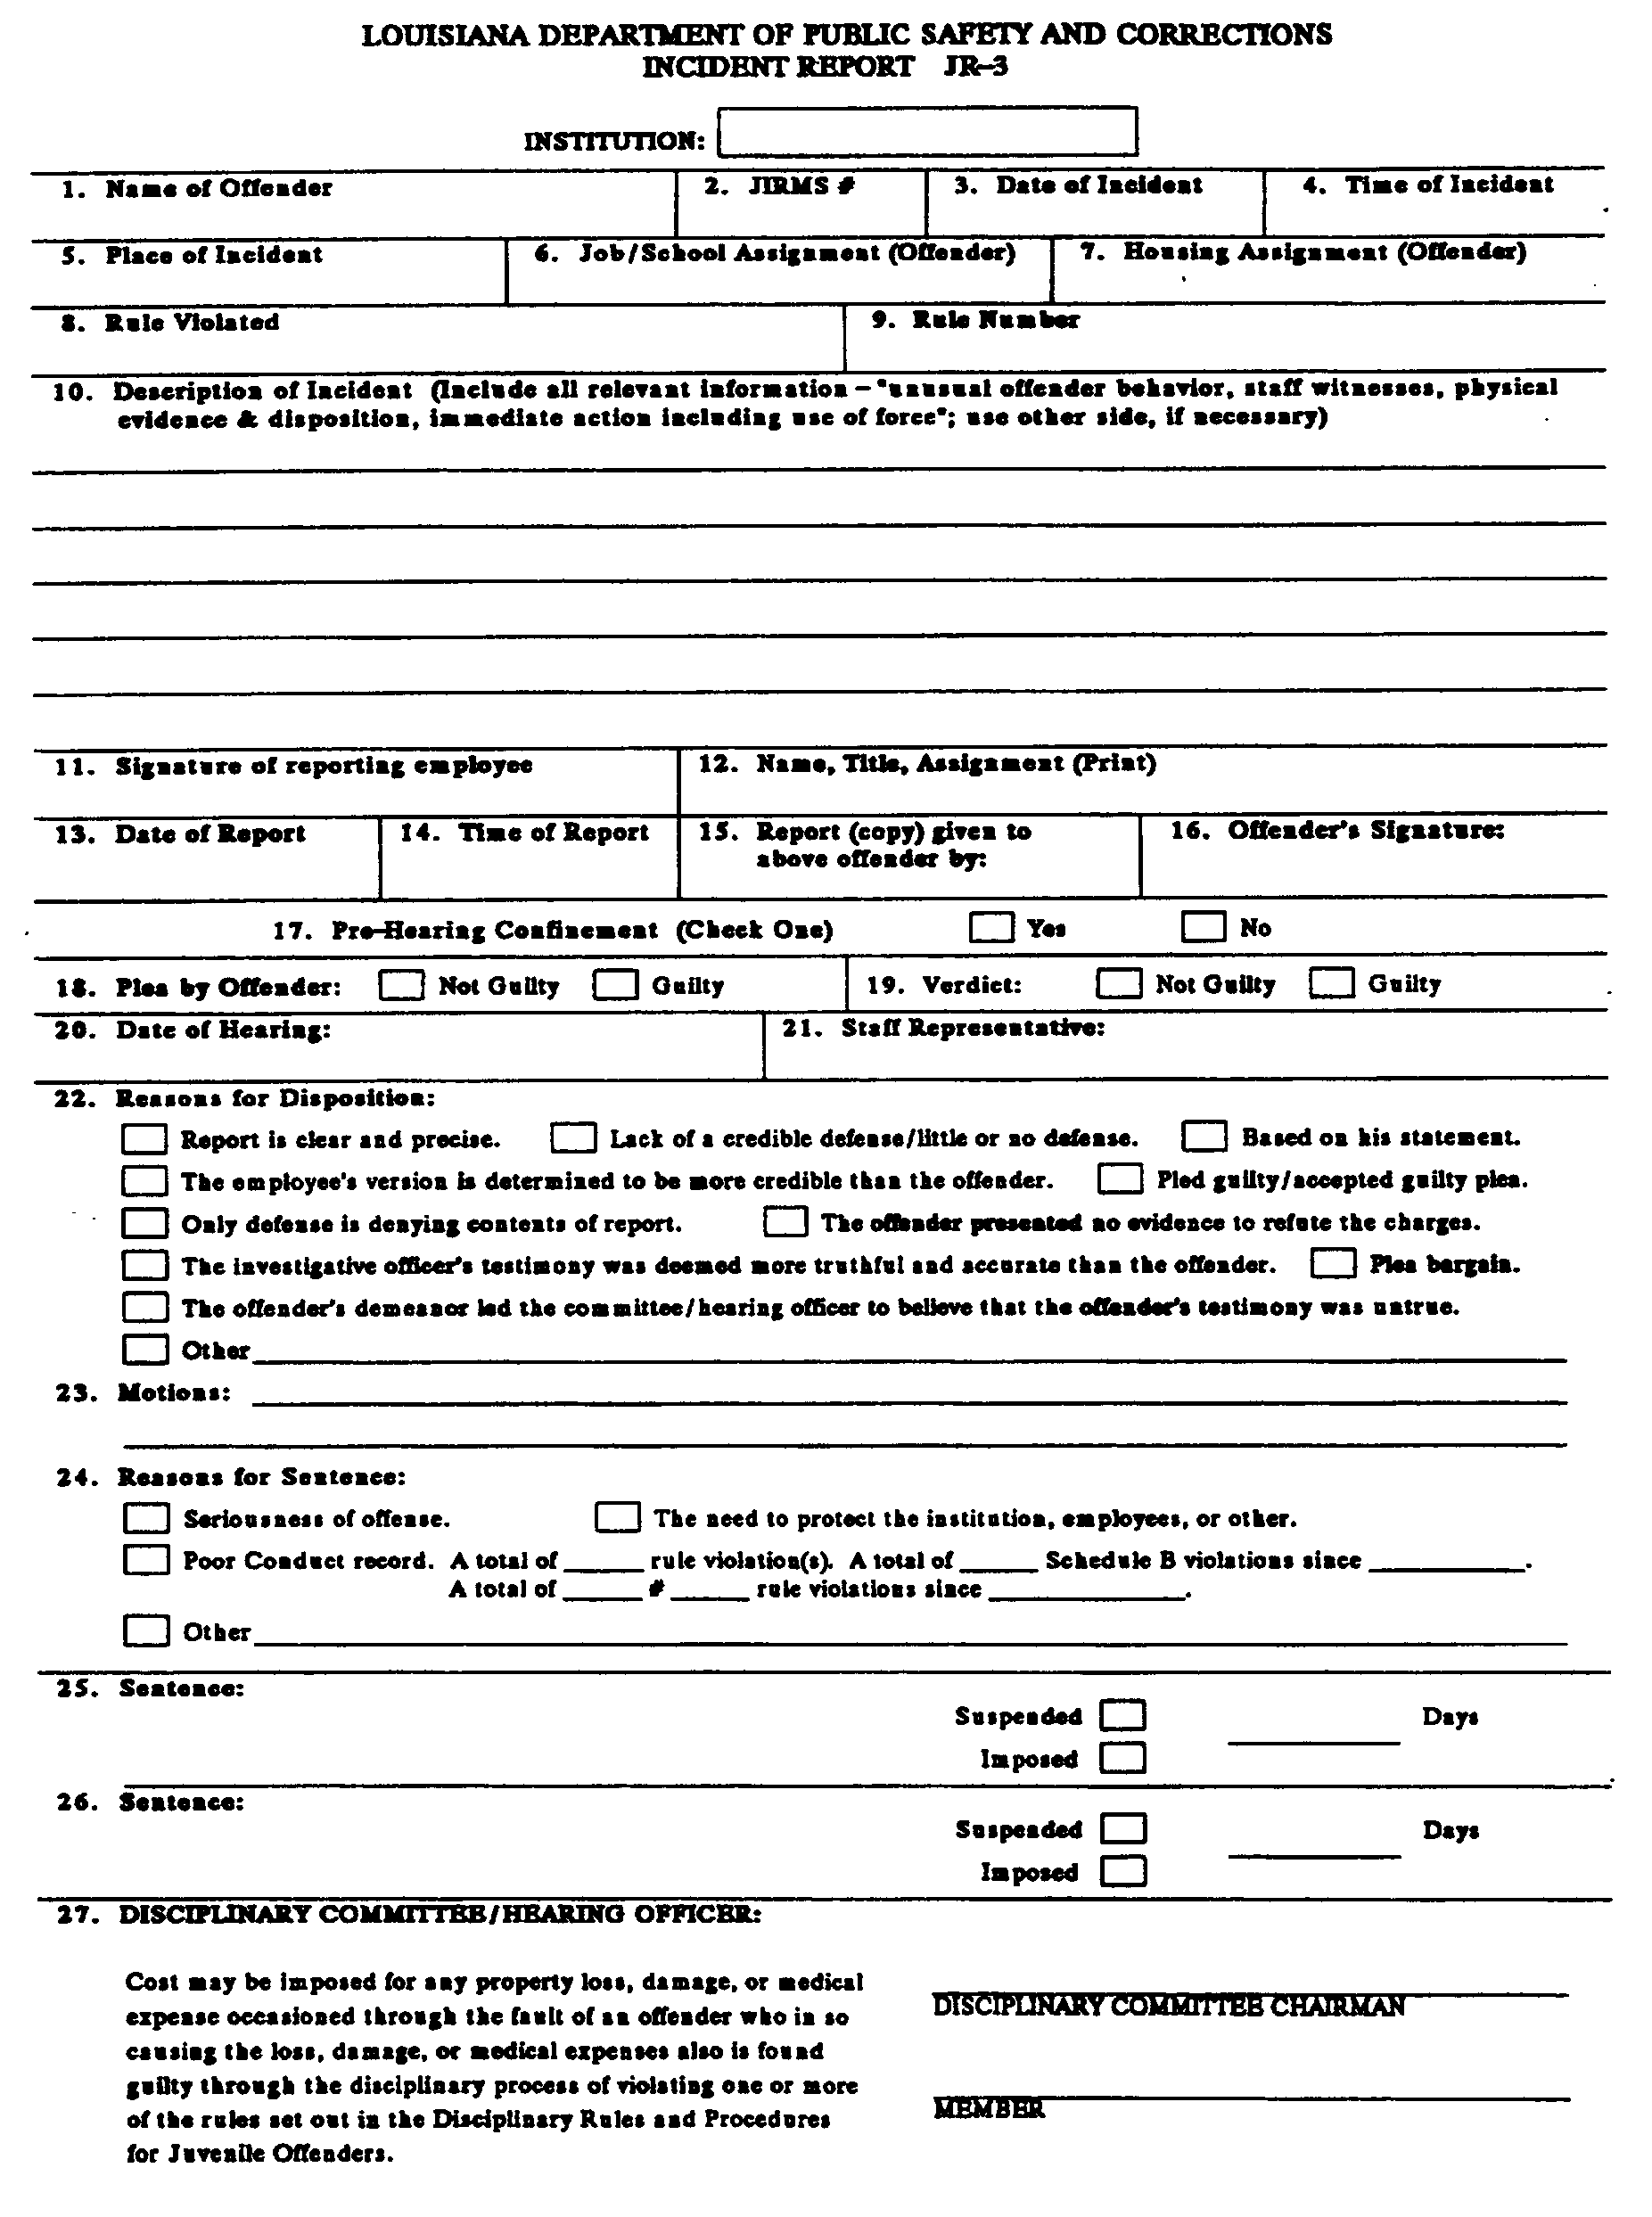 LOUISIANA DEPARTMENT OF PUBLIC SAFETY AND CORRECTIONS
INCIDENT REPORT JR-3
INSTITUTION:
1. Name of Offender 2. JIRMS # 3. Date of Incident 4. Time of Incident
5. Place of Incident 6. Job/School Assignment (Offender) 7. Housing Assignment (Offender)
8. Rule Violated 9. Rule Number
10. Description of Incident (Include all relevant information - "unusual offender behavior, staff witnesses, physical
evidence & disposition, immediate action including use of force"; use other side, if necessary)
11. Signature of reporting employee 12. Name, Title, Assignment (Print)
13. Date of Report 14. Time of Report 15. Report (copy) given to 16. Offender's Signature:
above offender by:
17. Pre-Hearing Confinement (Check One) Yes No
18. Plea by Offender: Not Guilty Guilty 19. Verdict: Not Guilty Guilty
20. Date of Hearing: 21. Staff Representative:
22. Reasons for Disposition:
Report is clear and precise. Lack of a credible defense/little or no defense. Based on his statement.
The employee's version is determined to be more credible than the offender. Pled guilty/accepted guilty plea.
Only defense is denying contents of report. The offender presented no evidence to refute the charges.
The investigative officer's testimony was deemed more truthful and accurate than the offender. Plea bargain.
The offender's demeanor led the committee/hearing officer to believe that the offender's testimony was untrue.
Other
23. Motions:
24. Reasons for Sentence:
Seriousness of offense. The need to protect the institution, employees, or other.
Poor Conduct record. A total of ____ rule violation(s). A total of ____ Schedule B violations since ____.
A total of ____ # ____ rule violations since ____.
Other
25. Sentence:
Suspended Days
Imposed
26. Sentence:
Suspended Days
Imposed
27. DISCIPLINARY COMMITTEE/HEARING OFFICER:
Cost may be imposed for any property loss, damage, or medical
expense occasioned through the fault of an offender who in so
causing the loss, damage, or medical expenses also is found
guilty through the disciplinary process of violating one or more
of the rules set out in the Disciplinary Rules and Procedures
for Juvenile Offenders.
DISCIPLINARY COMMITTEE CHAIRMAN
MEMBER